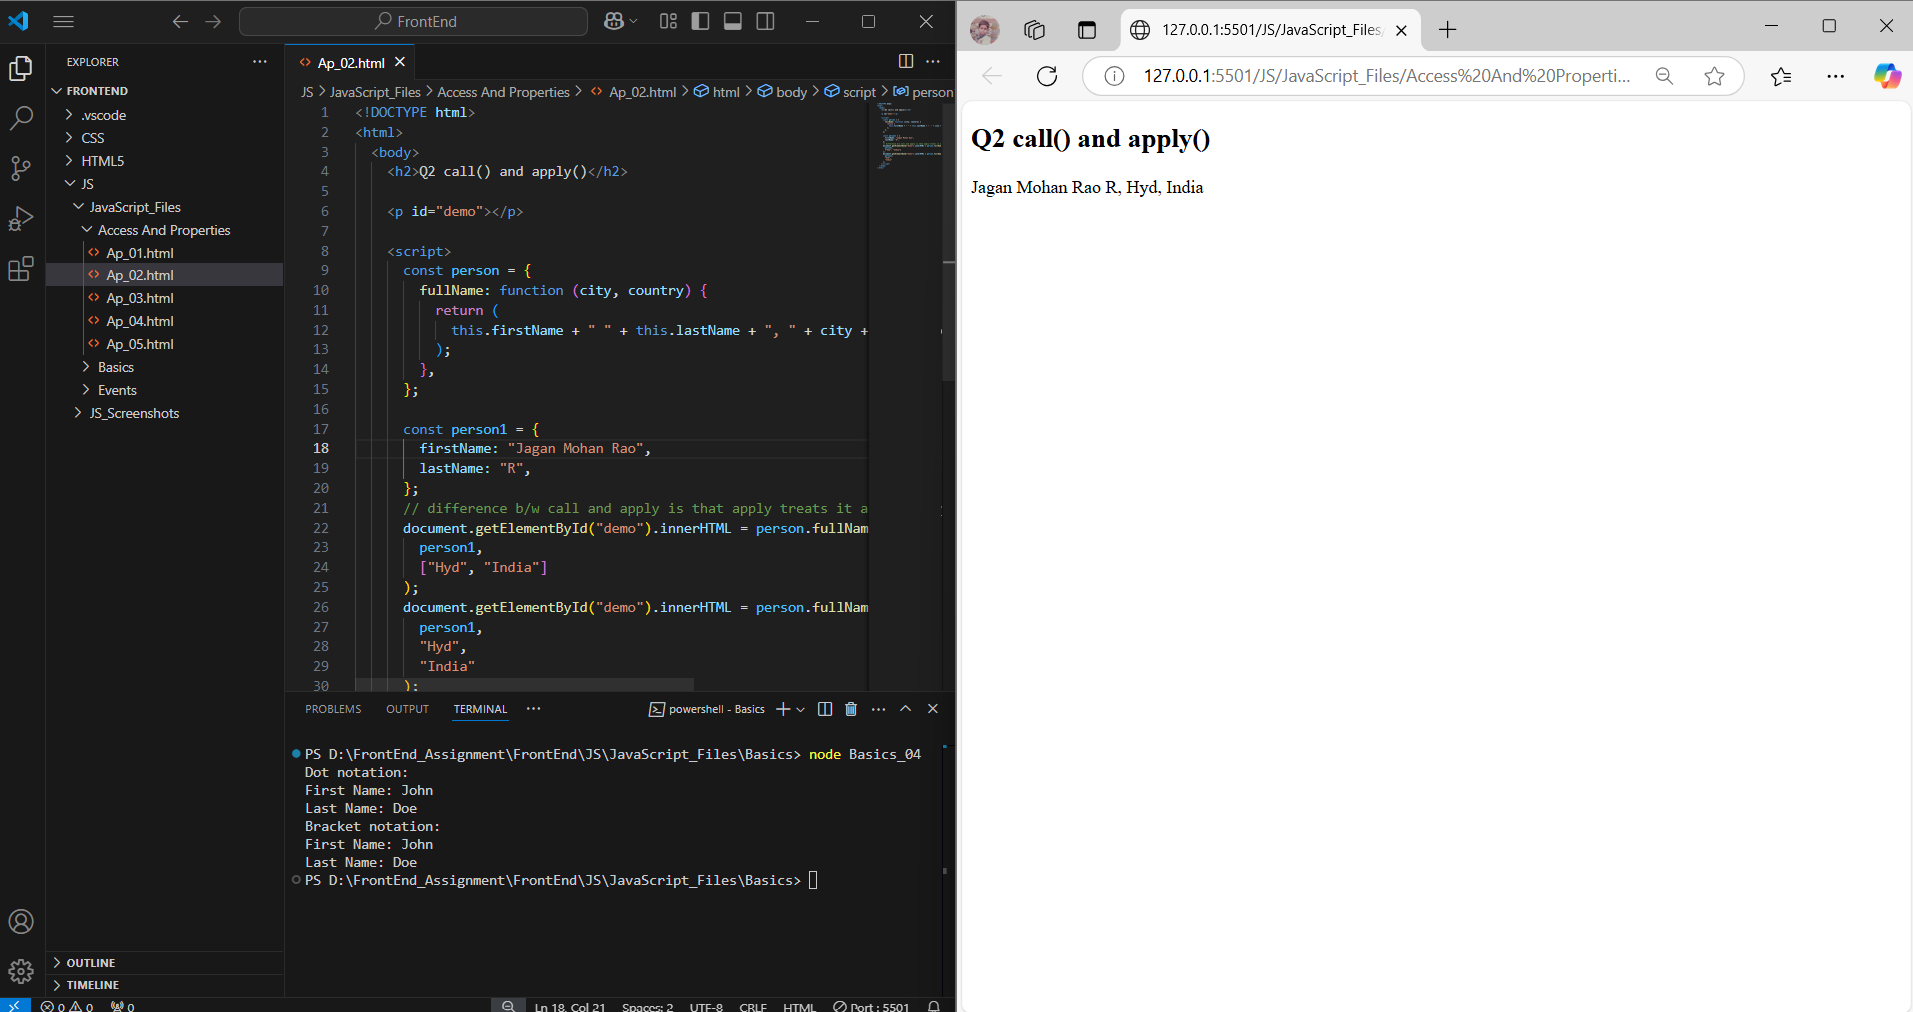 FrontEnd
EXPLORER
FRONTEND
.vscode
CSS
HTML5
JS
JavaScript_Files
Access And Properties
Ap_01.html
Ap_02.html
Ap_03.html
Ap_04.html
Ap_05.html
Basics
Events
JS_Screenshots
OUTLINE
TIMELINE
Ap_02.html
JS > JavaScript_Files > Access And Properties > Ap_02.html > html > body > script > person
1 <!DOCTYPE html>
2 <html>
3 <body>
4 <h2>Q2 call() and apply()</h2>
5
6 <p id="demo"></p>
7
8 <script>
9 const person = {
10 fullName: function (city, country) {
11 return (
12 this.firstName + " " + this.lastName + ", " + city +
13 );
14 },
15 };
16
17 const person1 = {
18 firstName: "Jagan Mohan Rao",
19 lastName: "R",
20 };
21 // difference b/w call and apply is that apply treats it a
22 document.getElementById("demo").innerHTML = person.fullNam
23 person1,
24 ["Hyd", "India"]
25 );
26 document.getElementById("demo").innerHTML = person.fullNam
27 person1,
28 "Hyd",
29 "India"
30 );
PROBLEMS OUTPUT TERMINAL powershell - Basics
PS D:\FrontEnd_Assignment\FrontEnd\JS\JavaScript_Files\Basics> node Basics_04
Dot notation:
First Name: John
Last Name: Doe
Bracket notation:
First Name: John
Last Name: Doe
PS D:\FrontEnd_Assignment\FrontEnd\JS\JavaScript_Files\Basics>
0 0 0 Ln 18, Col 21 Spaces: 2 UTF-8 CRLF HTML Port : 5501
127.0.0.1:5501/JS/JavaScript_Files/
127.0.0.1:5501/JS/JavaScript_Files/Access%20And%20Properti...
Q2 call() and apply()
Jagan Mohan Rao R, Hyd, India